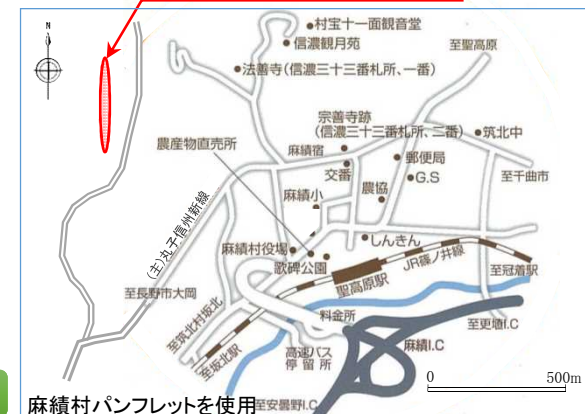 村宝十一面観音堂
信濃観月苑
N
至聖高原
法善寺(信濃三十三番札所、一番)
宗善寺跡
(信濃三十三番札所、二番)
筑北中
農産物直売所
麻績宿
郵便局
交番
G.S
至千曲市
麻績小
農協
(主)丸子信州新線
しんきん
麻績村役場
歌碑公園
JR篠ノ井線
聖高原駅
至冠着駅
至長野市大岡
料金所
至更埴I.C
至筑北村坂北
麻績I.C
至坂北駅
高速バス
停留所
0 500m
麻績村パンフレットを使用
至安曇野I.C